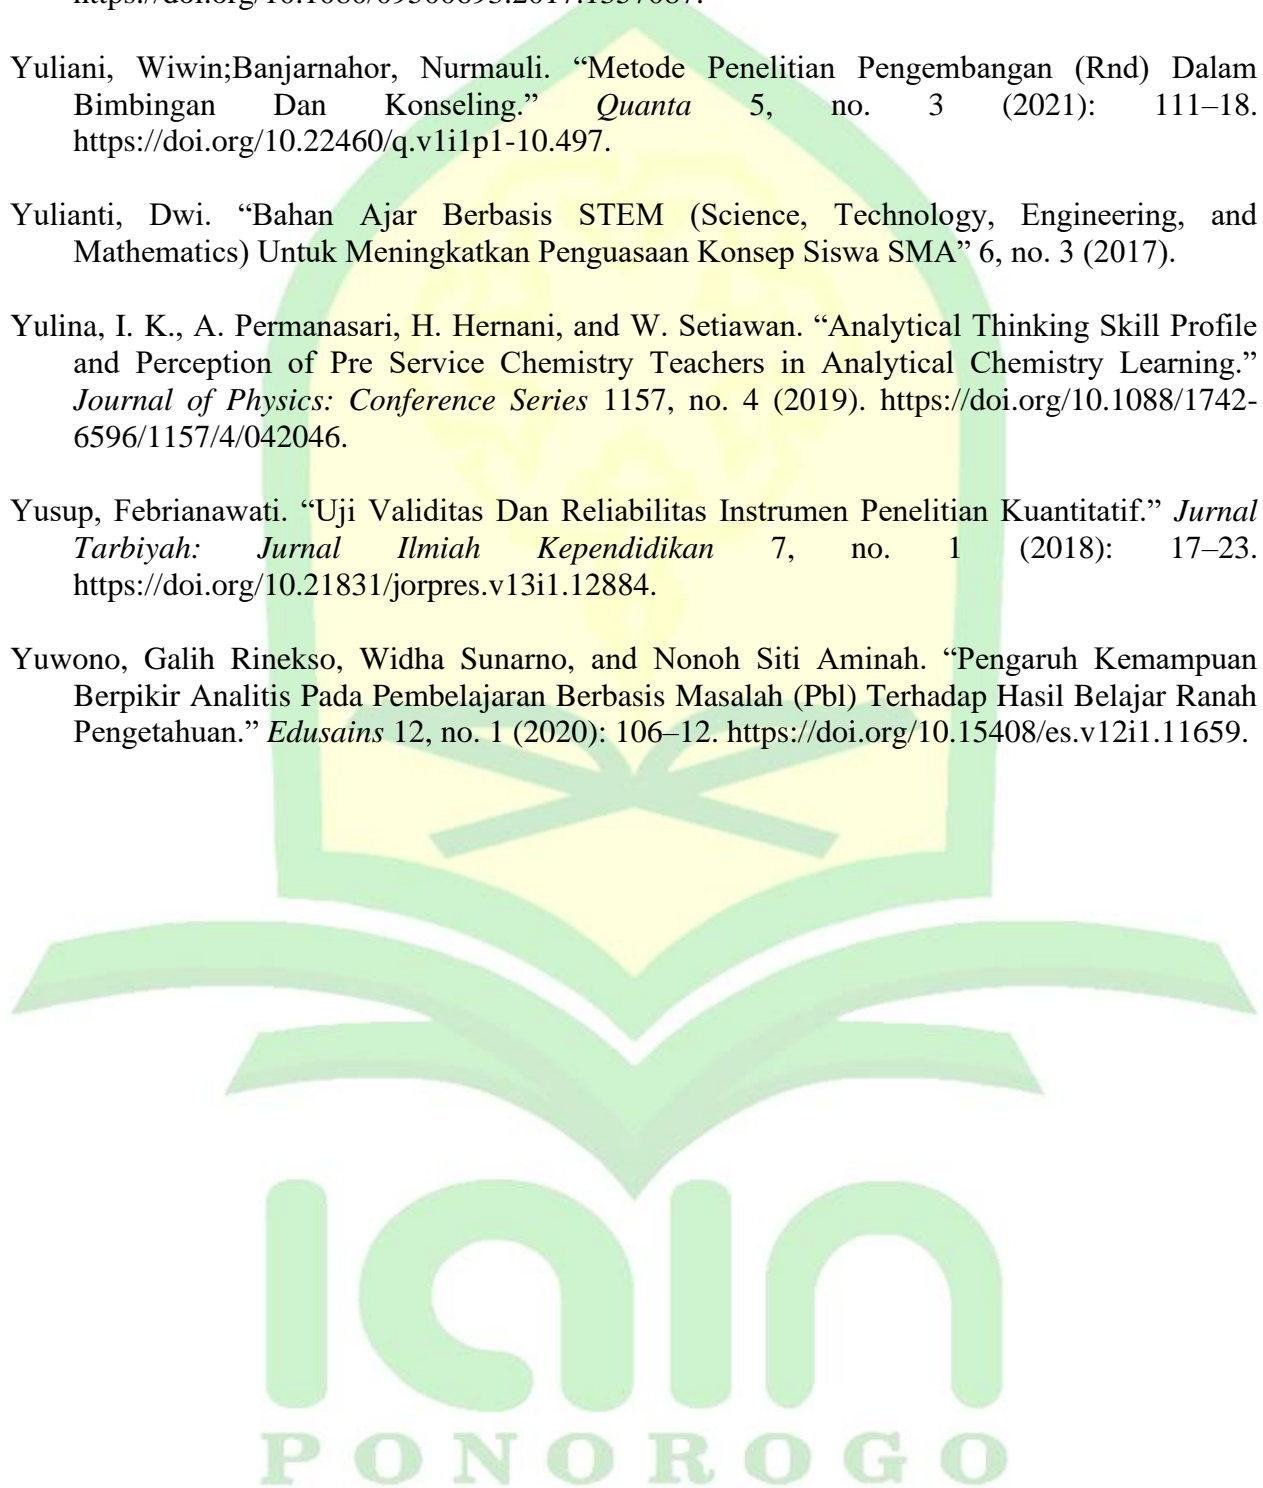 Yuliani, Wiwin;Banjarnahor, Nurmauli. “Metode Penelitian Pengembangan (Rnd) Dalam
Bimbingan Dan Konseling.” Quanta 5, no. 3 (2021): 111–18.
https://doi.org/10.22460/q.v1i1p1-10.497.
Yulianti, Dwi. “Bahan Ajar Berbasis STEM (Science, Technology, Engineering, and
Mathematics) Untuk Meningkatkan Penguasaan Konsep Siswa SMA” 6, no. 3 (2017).
Yulina, I. K., A. Permanasari, H. Hernani, and W. Setiawan. “Analytical Thinking Skill Profile
and Perception of Pre Service Chemistry Teachers in Analytical Chemistry Learning.”
Journal of Physics: Conference Series 1157, no. 4 (2019). https://doi.org/10.1088/1742-
6596/1157/4/042046.
Yusup, Febrianawati. “Uji Validitas Dan Reliabilitas Instrumen Penelitian Kuantitatif.” Jurnal
Tarbiyah: Jurnal Ilmiah Kependidikan 7, no. 1 (2018): 17–23.
https://doi.org/10.21831/jorpres.v13i1.12884.
Yuwono, Galih Rinekso, Widha Sunarno, and Nonoh Siti Aminah. “Pengaruh Kemampuan
Berpikir Analitis Pada Pembelajaran Berbasis Masalah (Pbl) Terhadap Hasil Belajar Ranah
Pengetahuan.” Edusains 12, no. 1 (2020): 106–12. https://doi.org/10.15408/es.v12i1.11659.
iain
PONOROGO